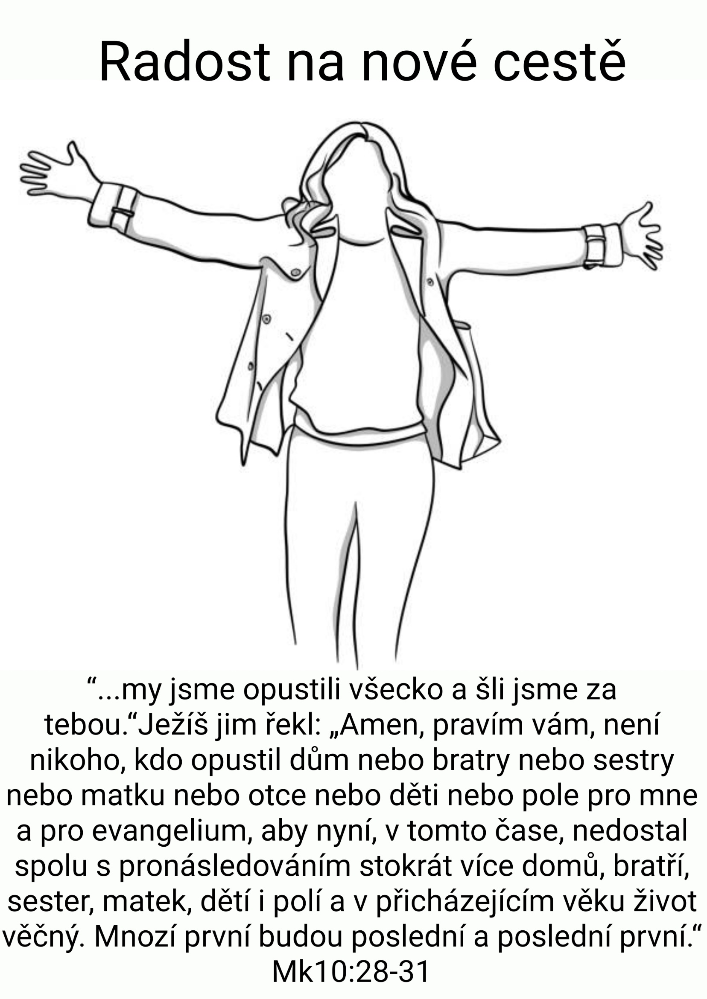 Radost na nové cestě
“...my jsme opustili všecko a šli jsme za
tebou.“Ježíš jim řekl: „Amen, pravím vám, není
nikoho, kdo opustil dům nebo bratry nebo sestry
nebo matku nebo otce nebo děti nebo pole pro mne
a pro evangelium, aby nyní, v tomto čase, nedostal
spolu s pronásledováním stokrát více domů, bratří,
sester, matek, dětí i polí a v přicházejícím věku život
věčný. Mnozí první budou poslední a poslední první.“
Mk10:28-31